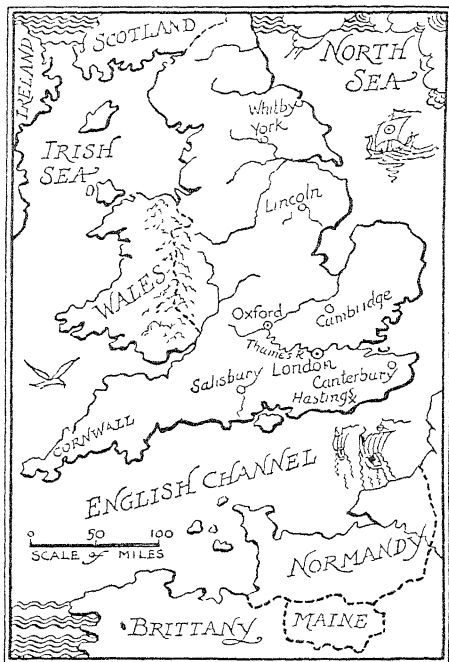 SCOTLAND
IRELAND
NORTH
SEA
Whitby
York
IRISH
SEA
Lincoln
WALES
Oxford
Cambridge
Thames R
London
Salisbury
Canterbury
Hastings
CORNWALL
ENGLISH CHANNEL
0 50 100
SCALE of MILES
NORMANDY
BRITTANY
MAINE